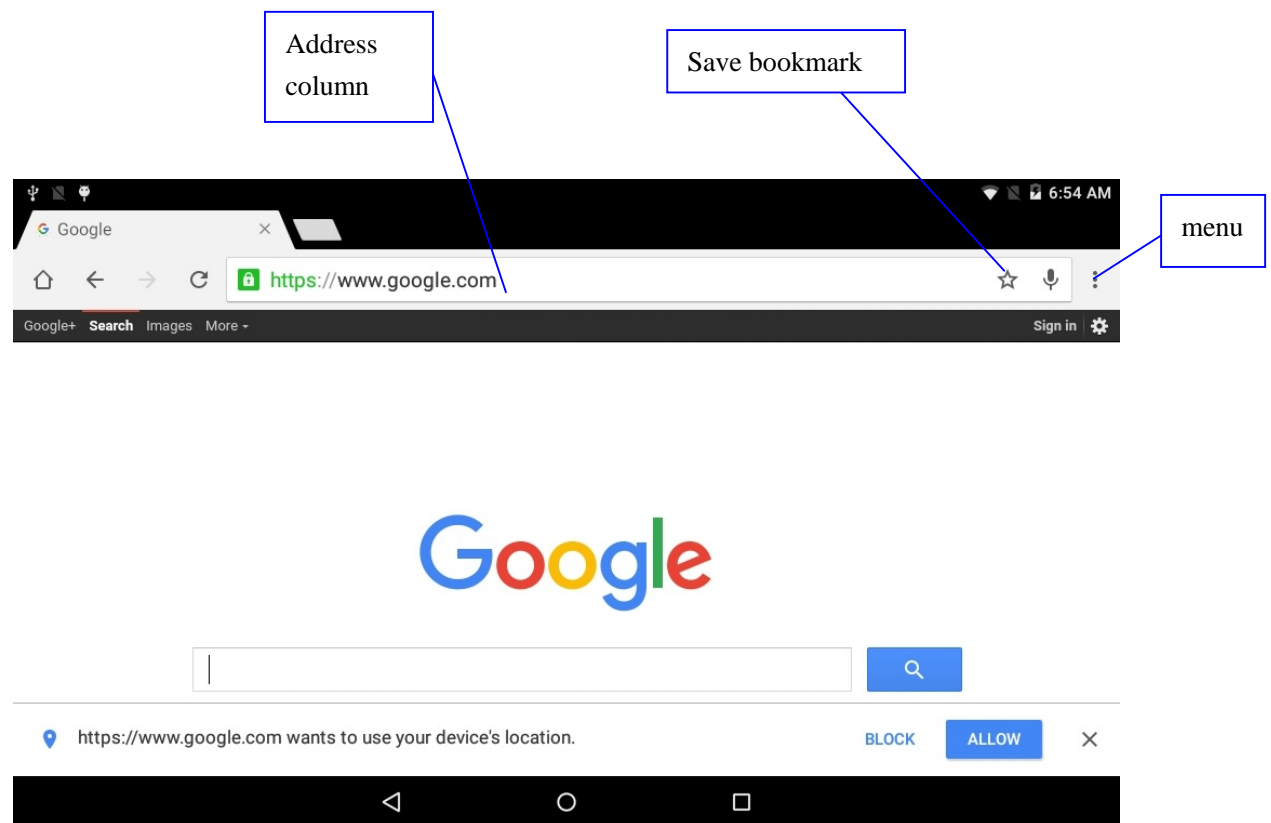 Address
column
Save bookmark
menu
6:54 AM
Google
https://www.google.com
Google+ Search Images More
Sign in
Google
https://www.google.com wants to use your device's location.
BLOCK
ALLOW